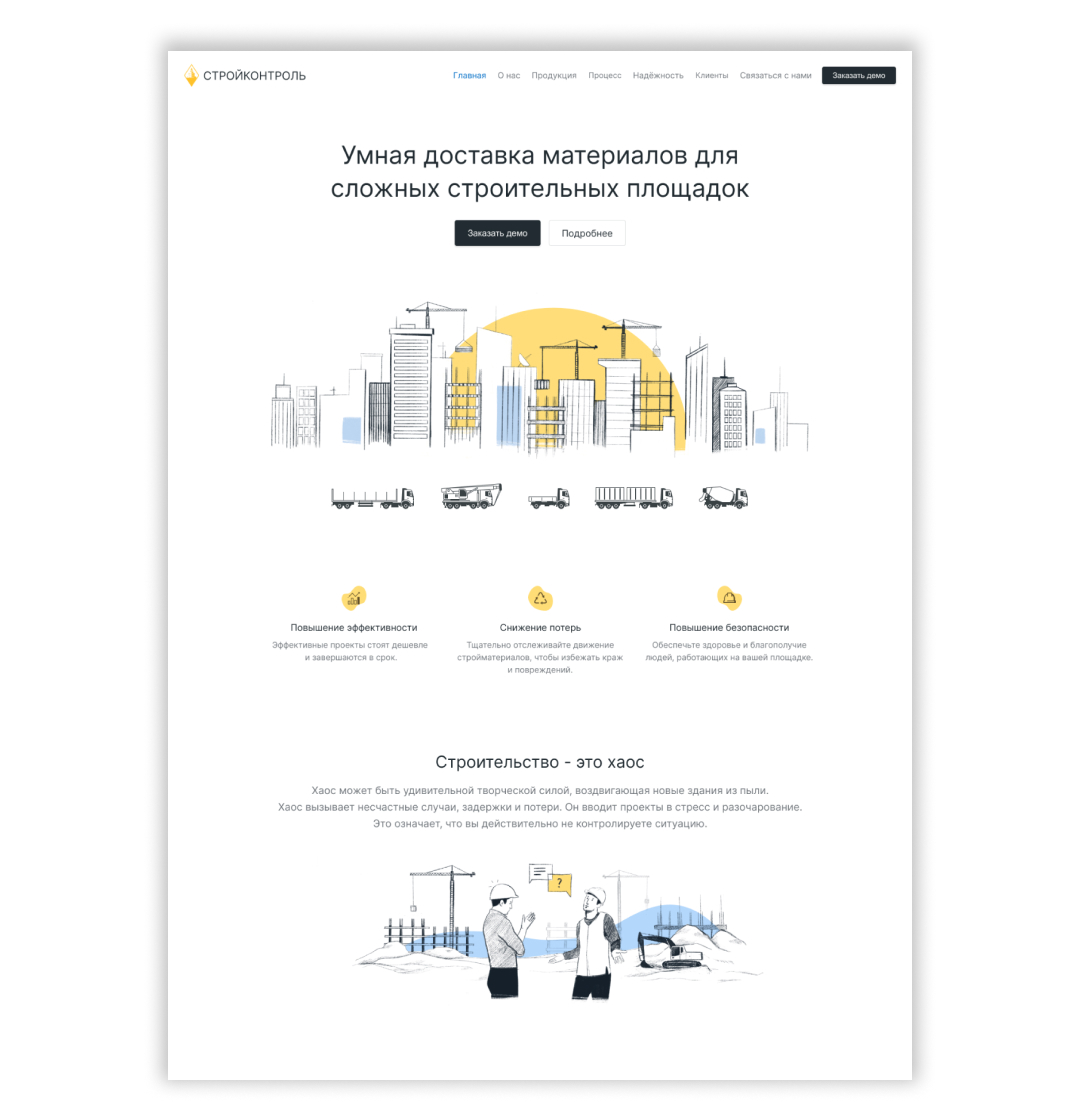 СТРОЙКОНТРОЛЬ
Главная О нас Продукция Процесс Надёжность Клиенты Связаться с нами Заказать демо
Умная доставка материалов для
сложных строительных площадок
Заказать демо Подробнее
Повышение эффективности
Эффективные проекты стоят дешевле
и завершаются в срок.
Снижение потерь
Тщательно отслеживайте движение
стройматериалов, чтобы избежать краж
и повреждений.
Повышение безопасности
Обеспечьте здоровье и благополучие
людей, работающих на вашей площадке.
Строительство - это хаос
Хаос может быть удивительной творческой силой, воздвигающая новые здания из пыли.
Хаос вызывает несчастные случаи, задержки и потери. Он вводит проекты в стресс и разочарование.
Это означает, что вы действительно не контролируете ситуацию.
?